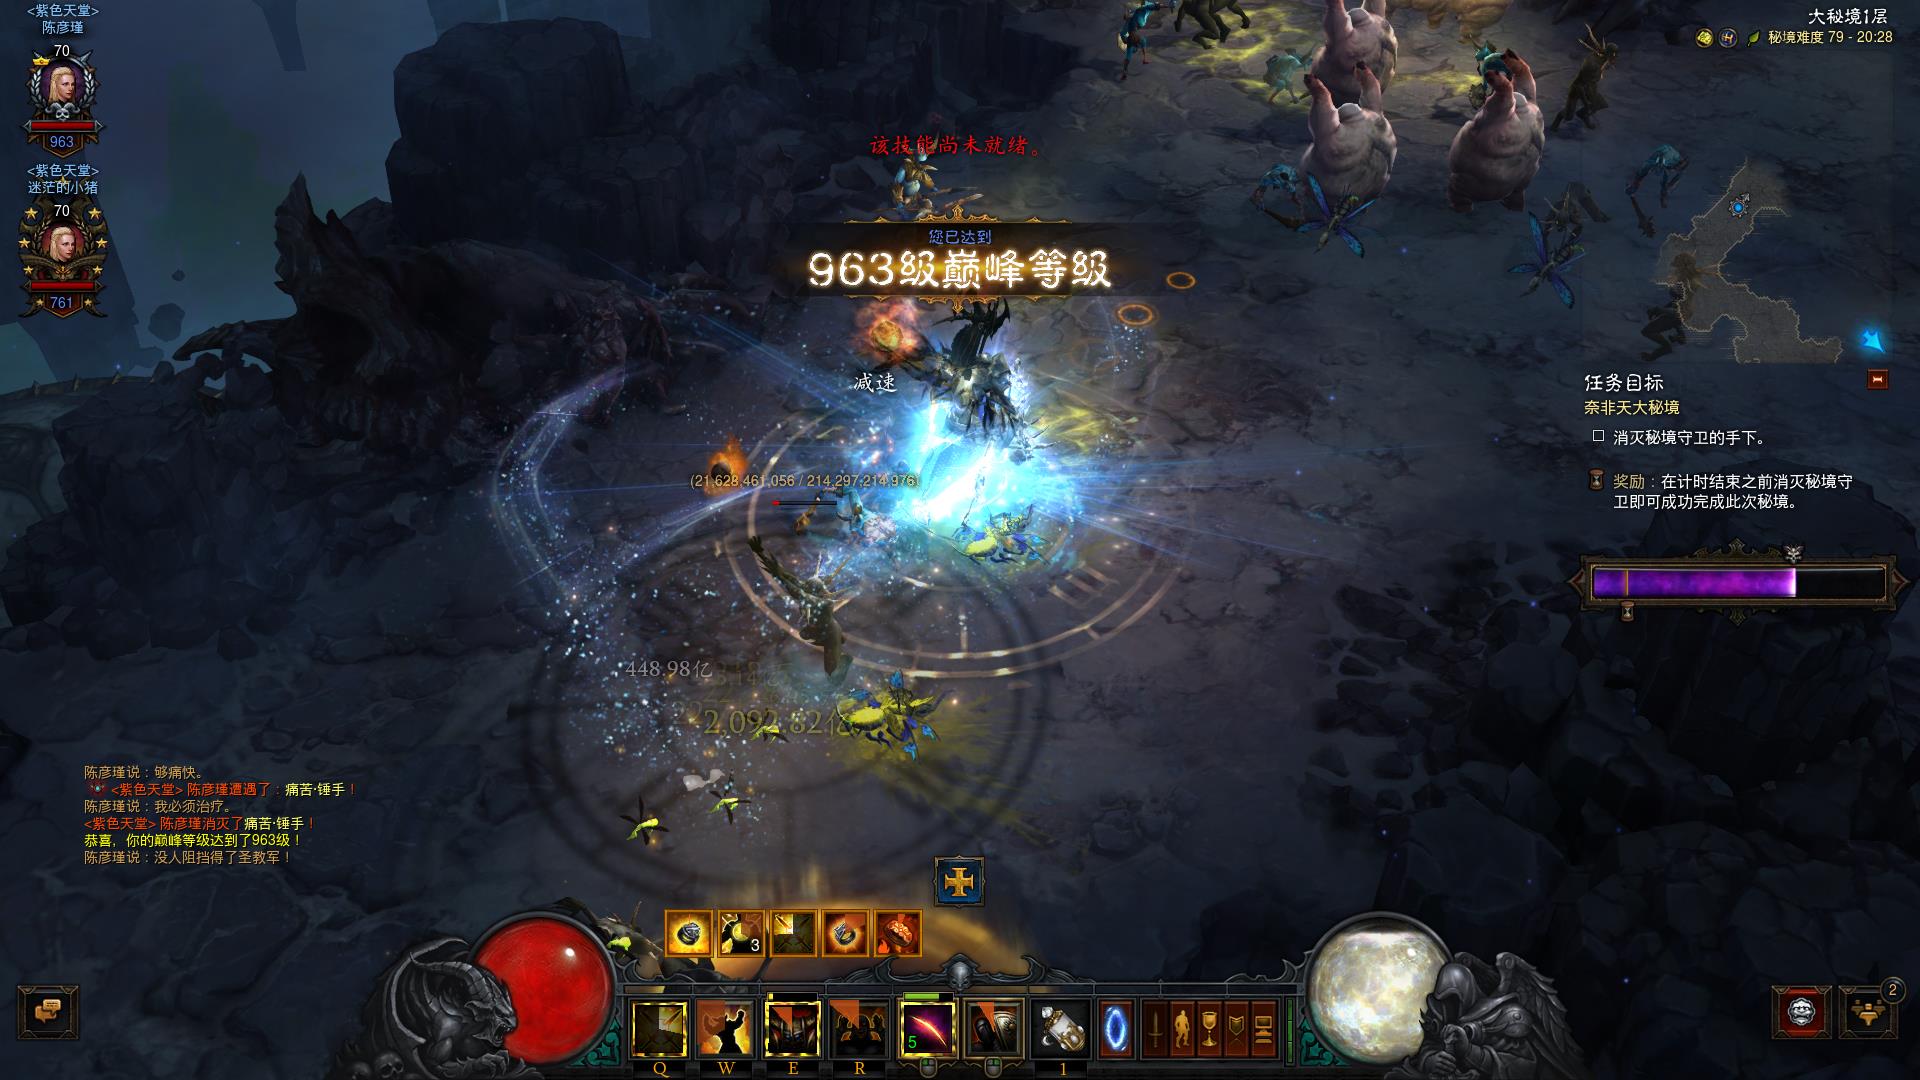 <紫色天堂>
陈彦瑾
70
963
<紫色天堂>
迷茫的小猪
70
761
大秘境1层
秘境难度 79 - 20:28
该技能尚未就绪。
您已达到
963级巅峰等级
减速
(21,628,461,056 / 214,297,214,976)
任务目标
奈非天大秘境
消灭秘境守卫的手下。
奖励：在计时结束之前消灭秘境守
卫即可成功完成此次秘境。
448.98亿
2,092.82亿
陈彦瑾说：够痛快。
<紫色天堂> 陈彦瑾遭遇了：痛苦·锤手！
陈彦瑾说：我必须治疗。
<紫色天堂> 陈彦瑾消灭了痛苦·锤手！
恭喜，你的巅峰等级达到了963级！
陈彦瑾说：没人阻挡得了圣教军！
3
5
Q
W
E
R
1
2